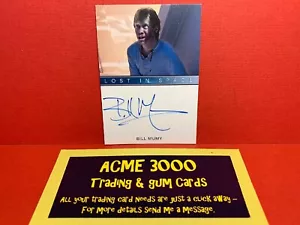 LOST IN SPACE
BILL MUMY
ACME 3000
TRADING & GUM CARDS
ALL YOUR TRADING CARD NEEDS ARE JUST A CLICK AWAY -
FOR MORE DETAILS SEND ME A MESSAGE.